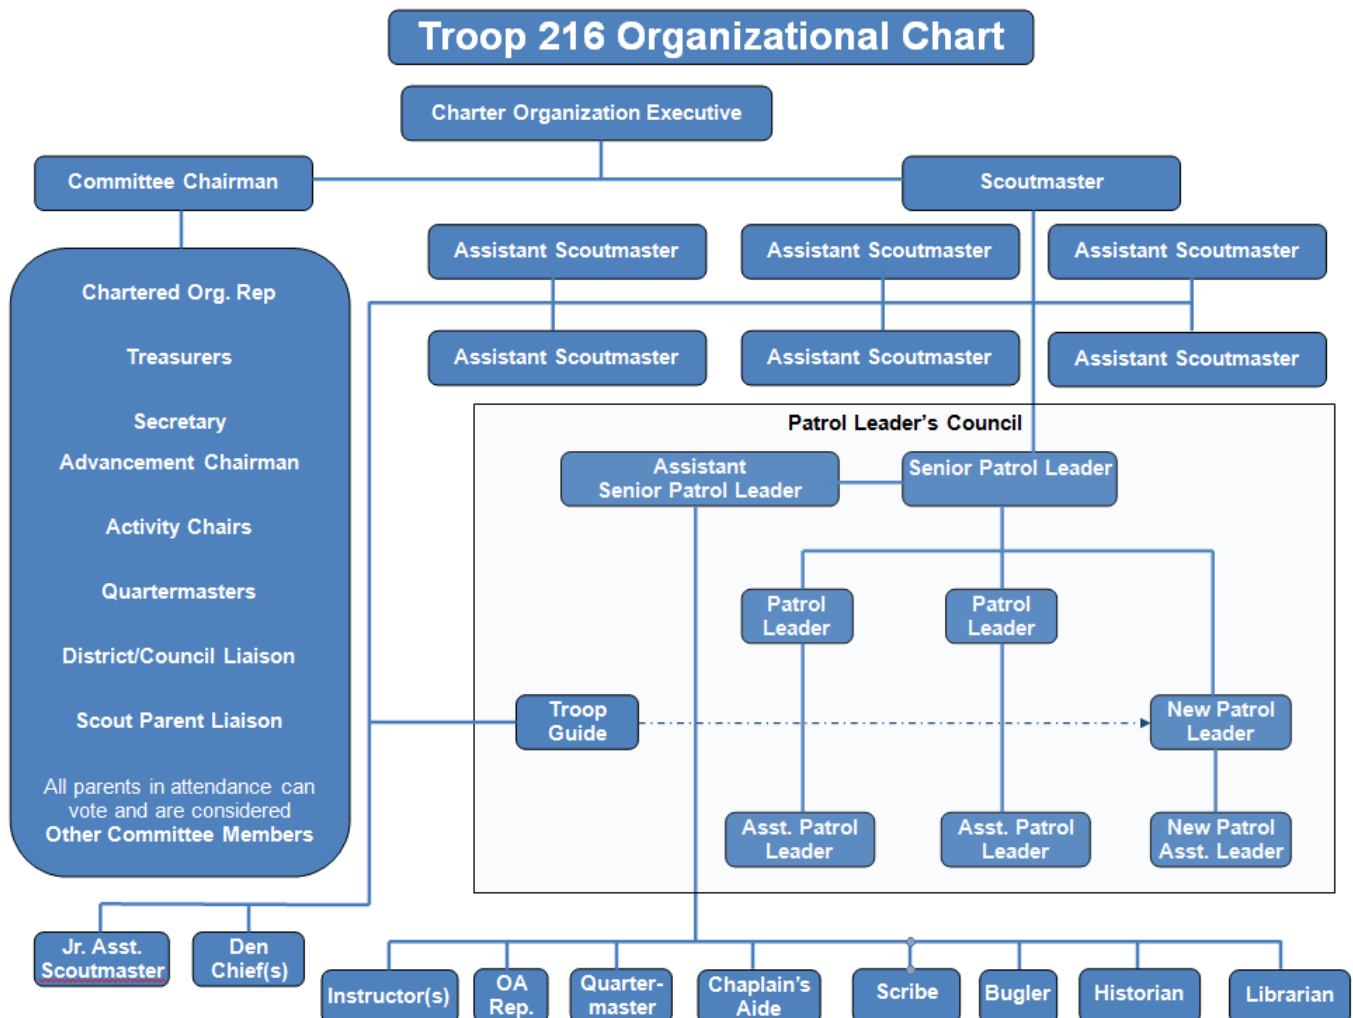 Troop 216 Organizational Chart
Charter Organization Executive
Committee Chairman
Scoutmaster
Assistant Scoutmaster
Assistant Scoutmaster
Assistant Scoutmaster
Chartered Org. Rep
Treasurers
Secretary
Advancement Chairman
Activity Chairs
Quartermasters
District/Council Liaison
Scout Parent Liaison
All parents in attendance can
vote and are considered
Other Committee Members
Assistant Scoutmaster
Assistant Scoutmaster
Assistant Scoutmaster
Patrol Leader's Council
Assistant
Senior Patrol Leader
Senior Patrol Leader
Patrol
Leader
Patrol
Leader
Troop
Guide
New Patrol
Leader
Asst. Patrol
Leader
Asst. Patrol
Leader
New Patrol
Asst. Leader
Jr. Asst.
Scoutmaster
Den
Chief(s)
Instructor(s)
OA
Rep.
Quarter-
master
Chaplain's
Aide
Scribe
Bugler
Historian
Librarian